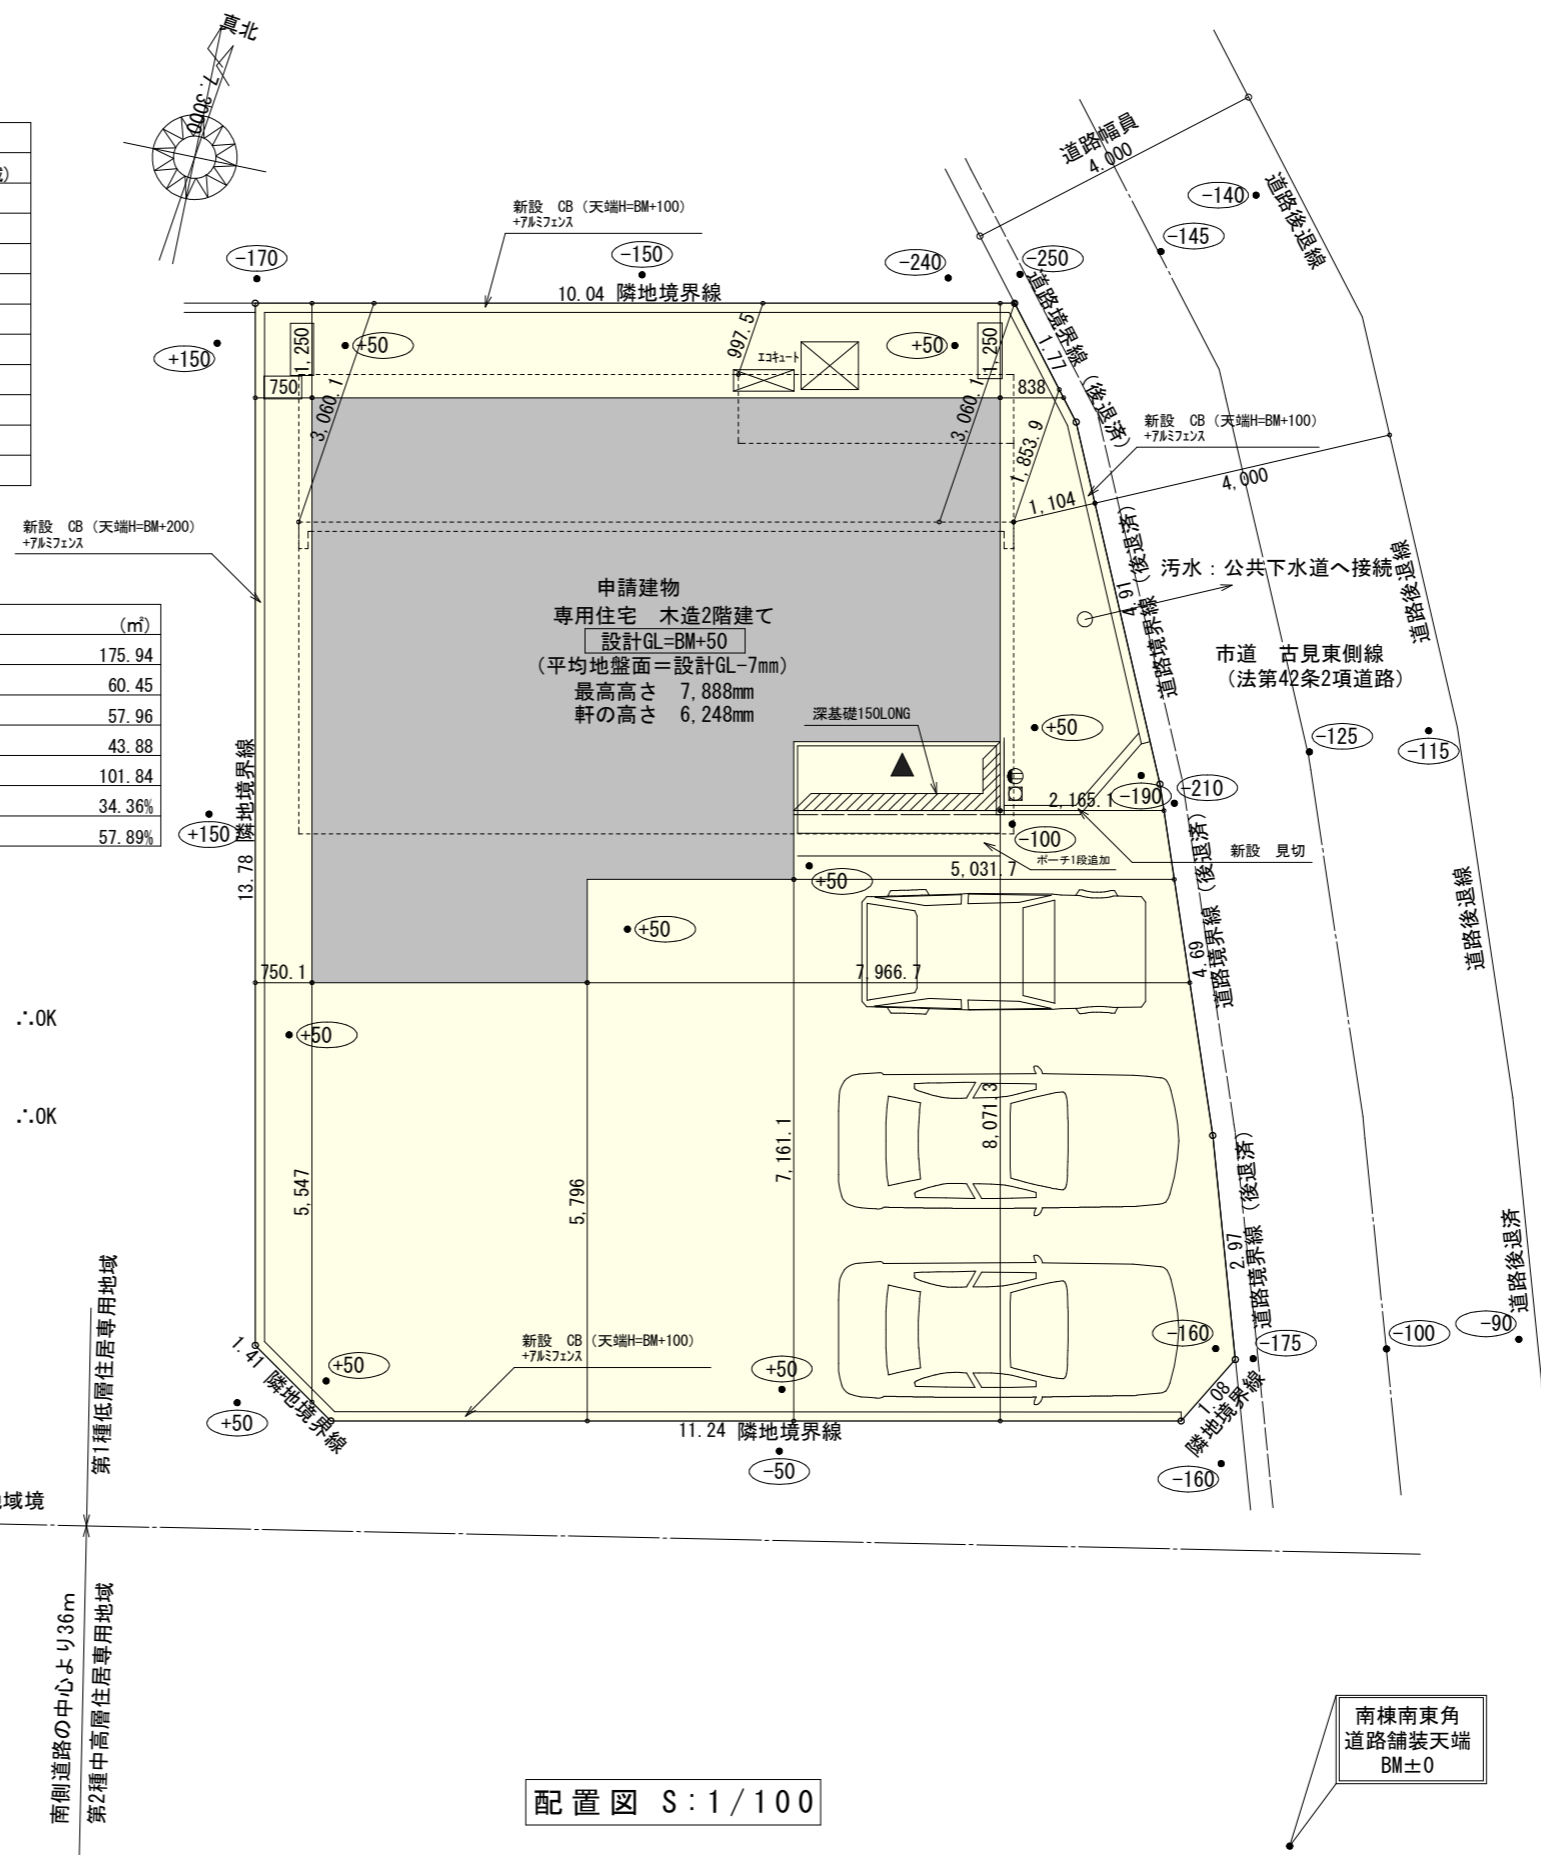 真北
7.3000
道路幅員
4.000
道路後退線
-140
-145
新設 CB（天端H=BM+100）
+ｱﾙﾐﾌｪﾝｽ
-170
-150
-240
-250
10.04 隣地境界線
道路境界線（後退済）
1.77
+150
1,250
+50
997.5
ｴｺｷｭｰﾄ
+50
1,250
750
3,060.1
3,060.1
838
1,853.9
新設 CB（天端H=BM+100）
+ｱﾙﾐﾌｪﾝｽ
1,104
4,000
新設 CB（天端H=BM+200）
+ｱﾙﾐﾌｪﾝｽ
4.91
道路境界線（後退済）
汚水：公共下水道へ接続
道路後退線
申請建物
専用住宅 木造2階建て
設計GL=BM+50
（平均地盤面＝設計GL-7mm）
最高高さ 7,888mm
軒の高さ 6,248mm
(㎡)
175.94
60.45
57.96
43.88
101.84
34.36%
57.89%
市道 古見東側線
（法第42条2項道路）
深基礎150LONG
+50
-125
-115
13.78 隣地境界線
+150
2,165.1
-190
-210
-100
新設 見切
ポーチ1段追加
5,031.7
+50
+50
4.69
道路境界線（後退済）
道路後退線
750.1
7,966.7
∴OK
+50
∴OK
5,547
5,796
7,161.1
8,071.3
2.97
道路境界線（後退済）
道路後退済
第1種低層住居専用地域
新設 CB（天端H=BM+100）
+ｱﾙﾐﾌｪﾝｽ
1.41 隣地境界線
+50
+50
+50
-160
-175
-100
-90
1.08
隣地境界線
11.24 隣地境界線
-50
-160
域境
南側道路の中心より36m
第2種中高層住居専用地域
南棟南東角
道路舗装天端
BM±0
配置図 S:1/100